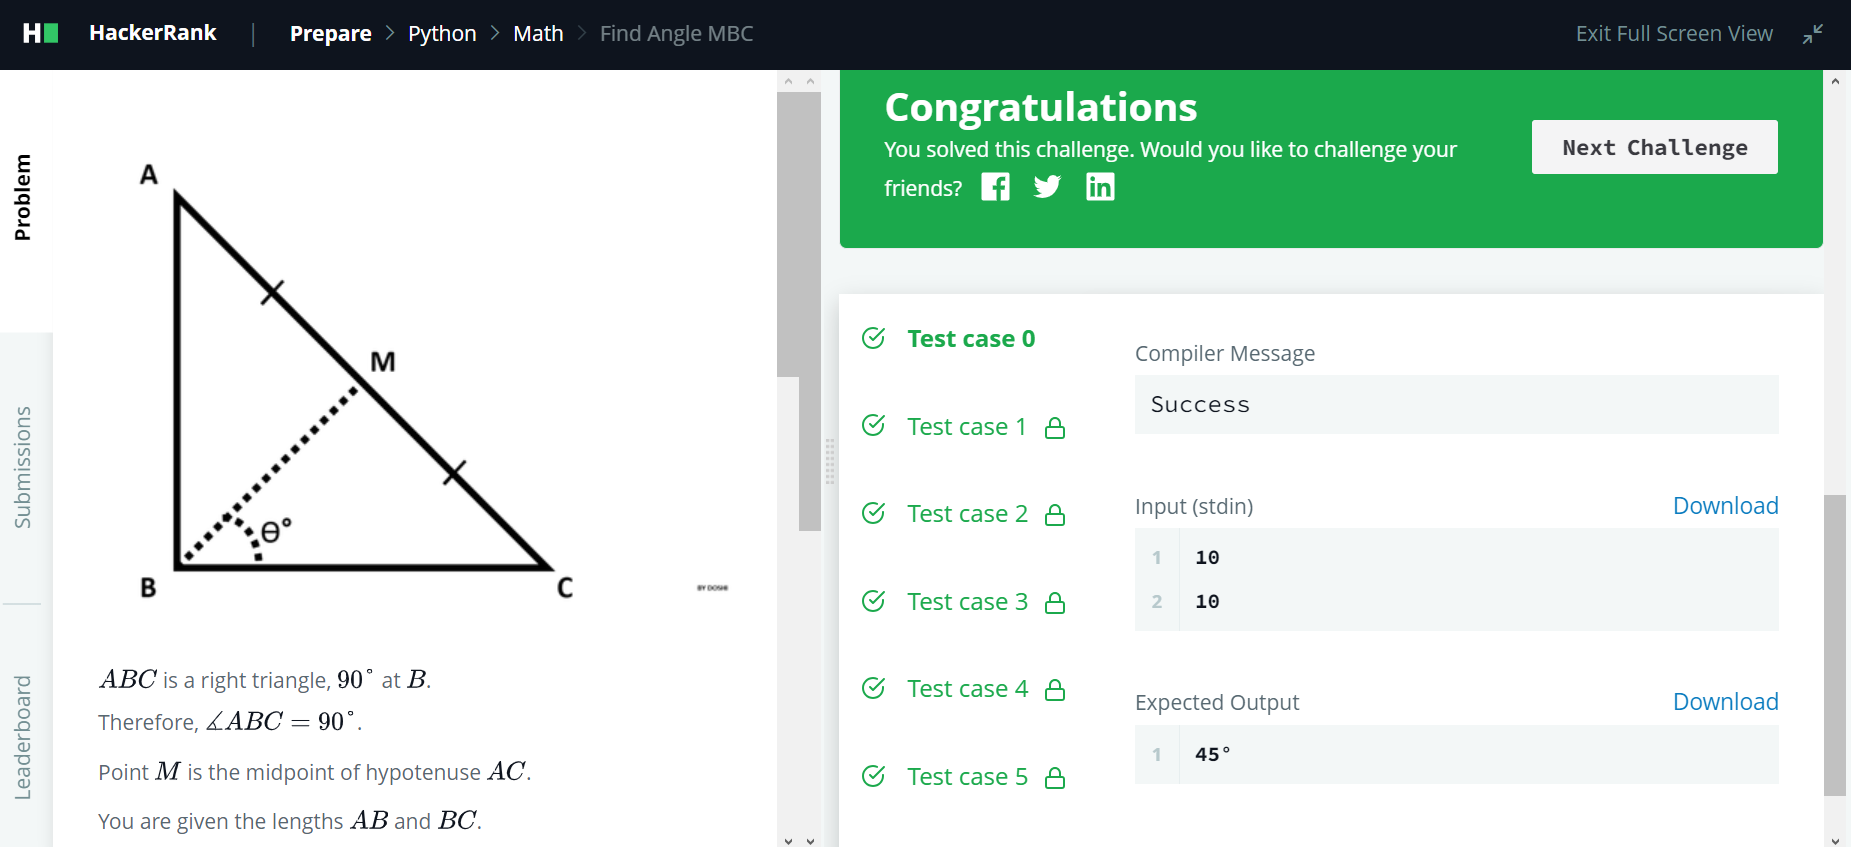 HackerRank | Prepare > Python > Math > Find Angle MBC Exit Full Screen View
Problem
Submissions
Leaderboard
A
M
θ°
B
C
BY DOSHI
ABC is a right triangle, 90° at B.
Therefore, ∡ABC = 90°.
Point M is the midpoint of hypotenuse AC.
You are given the lengths AB and BC.
Congratulations
You solved this challenge. Would you like to challenge your
friends?
Next Challenge
Test case 0
Test case 1
Test case 2
Test case 3
Test case 4
Test case 5
Compiler Message
Success
Input (stdin) Download
1 10
2 10
Expected Output Download
1 45°